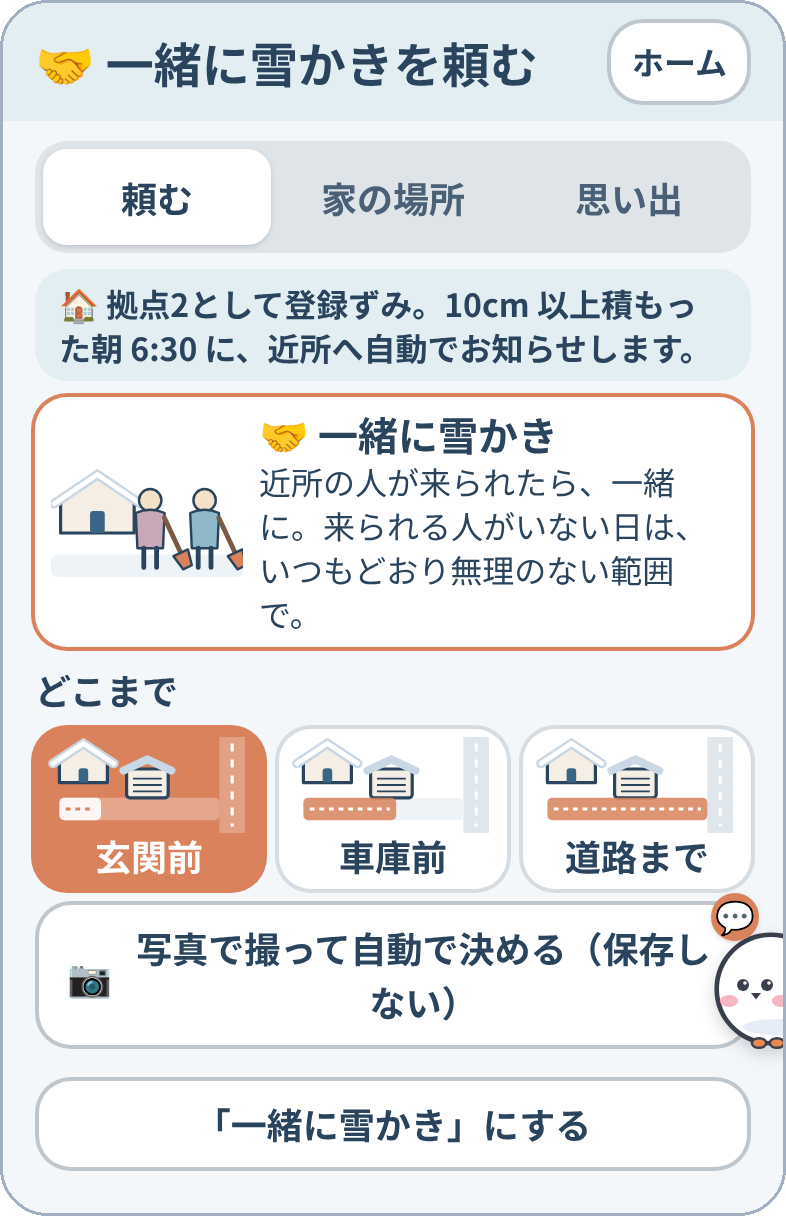 一緒に雪かきを頼む
ホーム
頼む
家の場所
思い出
拠点2として登録ずみ。10cm 以上積もっ
た朝 6:30 に、近所へ自動でお知らせします。
一緒に雪かき
近所の人が来られたら、一緒
に。来られる人がいない日は、
いつもどおり無理のない範囲
で。
どこまで
玄関前
車庫前
道路まで
写真で撮って自動で決める（保存し
ない）
「一緒に雪かき」にする